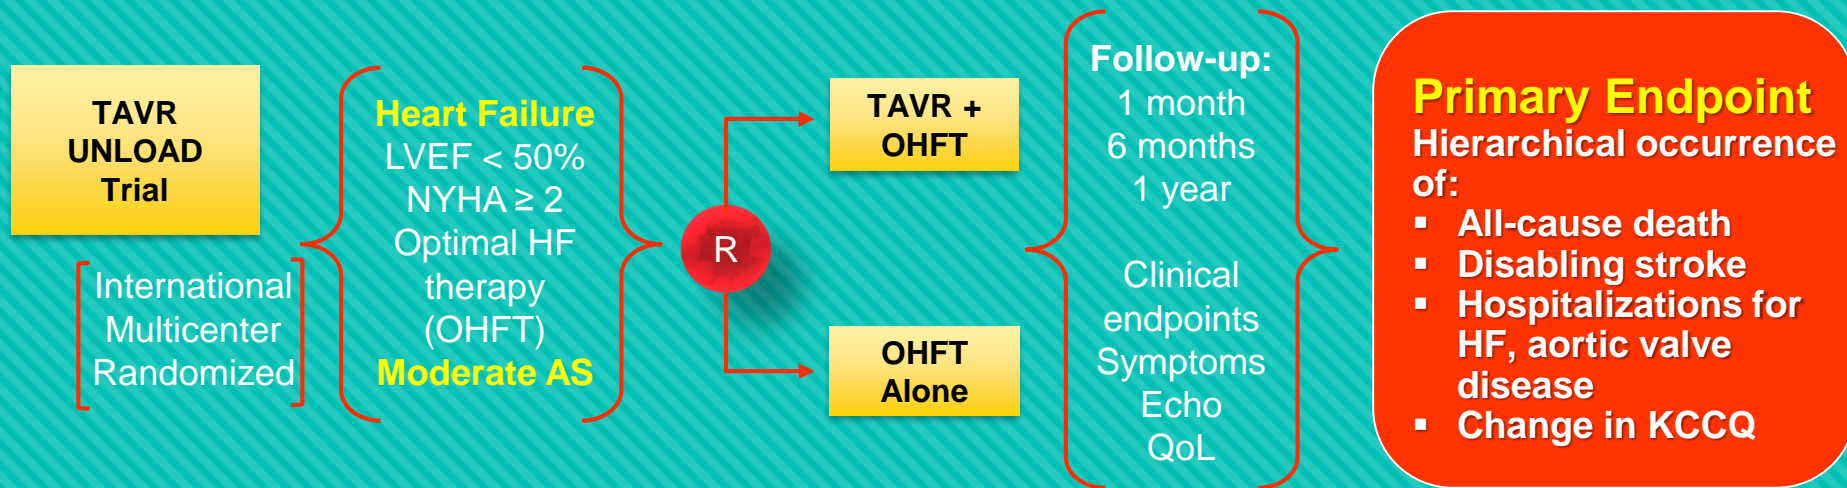 TAVR
UNLOAD
Trial
International
Multicenter
Randomized
Heart Failure
LVEF < 50%
NYHA ≥ 2
Optimal HF
therapy
(OHFT)
Moderate AS
R
TAVR +
OHFT
OHFT
Alone
Follow-up:
1 month
6 months
1 year
Clinical
endpoints
Symptoms
Echo
QoL
Primary Endpoint
Hierarchical occurrence
of:
▪ All-cause death
▪ Disabling stroke
▪ Hospitalizations for
HF, aortic valve
disease
▪ Change in KCCQ